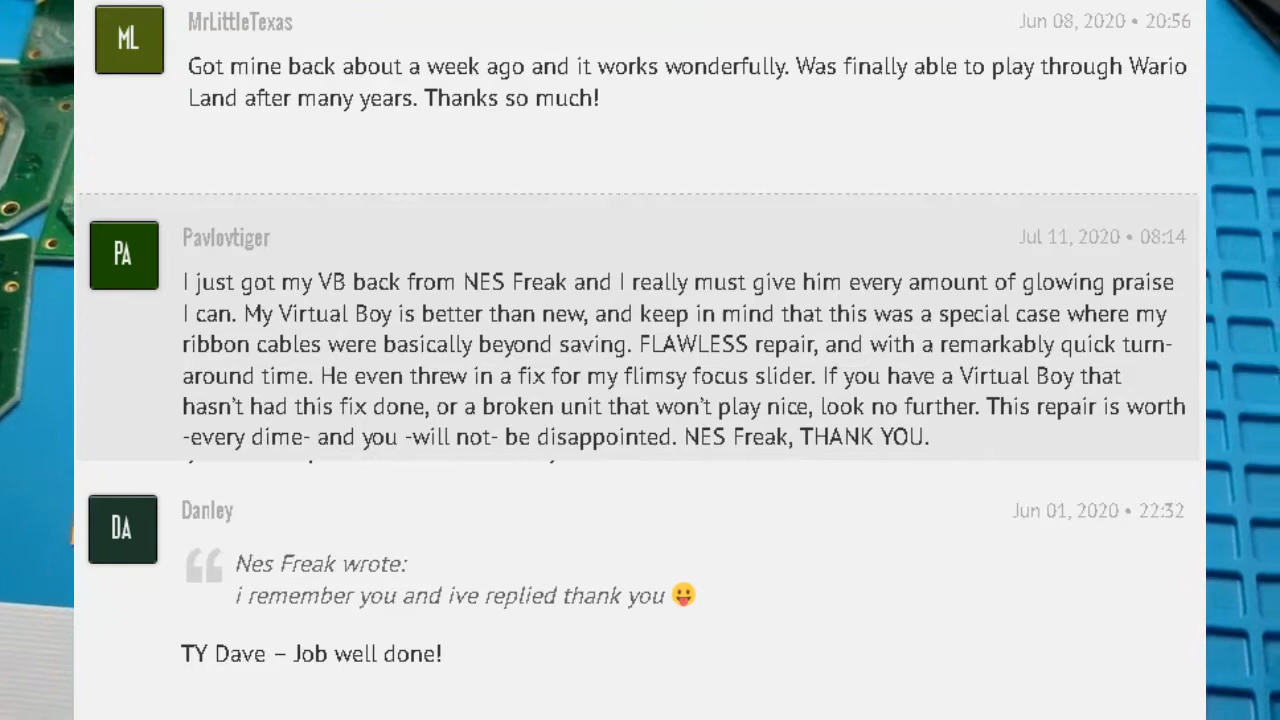 ML
MrLittleTexas
Jun 08, 2020 • 20:56
Got mine back about a week ago and it works wonderfully. Was finally able to play through Wario
Land after many years. Thanks so much!
PA
Pavlovtiger
Jul 11, 2020 • 08:14
I just got my VB back from NES Freak and I really must give him every amount of glowing praise
I can. My Virtual Boy is better than new, and keep in mind that this was a special case where my
ribbon cables were basically beyond saving. FLAWLESS repair, and with a remarkably quick turn-
around time. He even threw in a fix for my flimsy focus slider. If you have a Virtual Boy that
hasn't had this fix done, or a broken unit that won't play nice, look no further. This repair is worth
-every dime- and you -will not- be disappointed. NES Freak, THANK YOU.
DA
Danley
Jun 01, 2020 • 22:32
Nes Freak wrote:
i remember you and ive replied thank you 😛
TY Dave – Job well done!